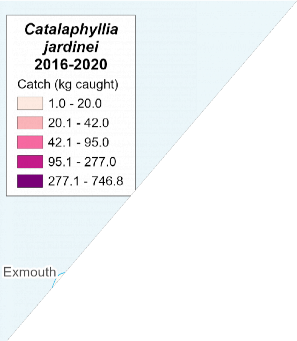 Catalaphyllia
jardinei
2016-2020
Catch (kg caught)
1.0 - 20.0
20.1 - 42.0
42.1 - 95.0
95.1 - 277.0
277.1 - 746.8
Exmouth